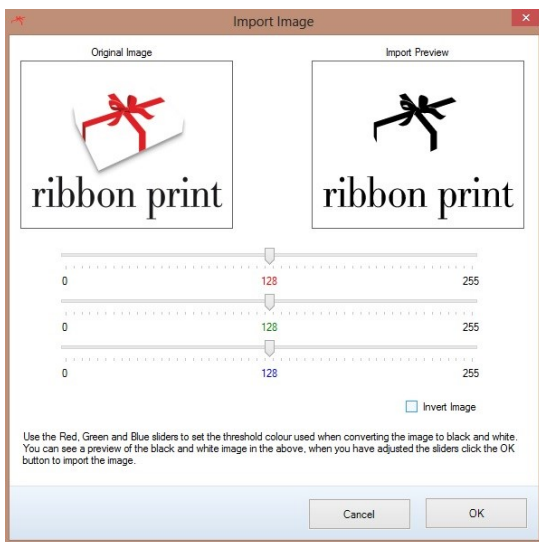 Import Image
Original Image
Import Preview
ribbon print
ribbon print
0 128 255
0 128 255
0 128 255
Invert Image
Use the Red, Green and Blue sliders to set the threshold colour used when converting the image to black and white.
You can see a preview of the black and white image in the above, when you have adjusted the sliders click the OK
button to import the image.
Cancel
OK